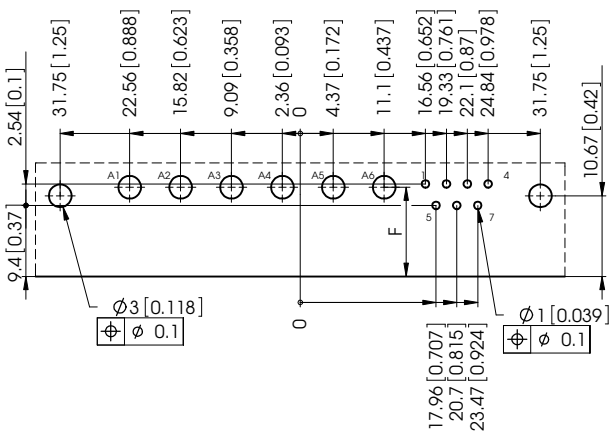 2.54 [0.1]
31.75 [1.25]
22.56 [0.888]
15.82 [0.623]
9.09 [0.358]
2.36 [0.093]
0
4.37 [0.172]
11.1 [0.437]
16.56 [0.652]
19.33 [0.761]
22.1 [0.87]
24.84 [0.978]
31.75 [1.25]
10.67 [0.42]
A1
A2
A3
A4
A5
A6
1
4
5
7
F
9.4 [0.37]
Ø3 [0.118]
⌖ Ø 0.1
0
Ø1 [0.039]
⌖ Ø 0.1
17.96 [0.707]
20.7 [0.815]
23.47 [0.924]